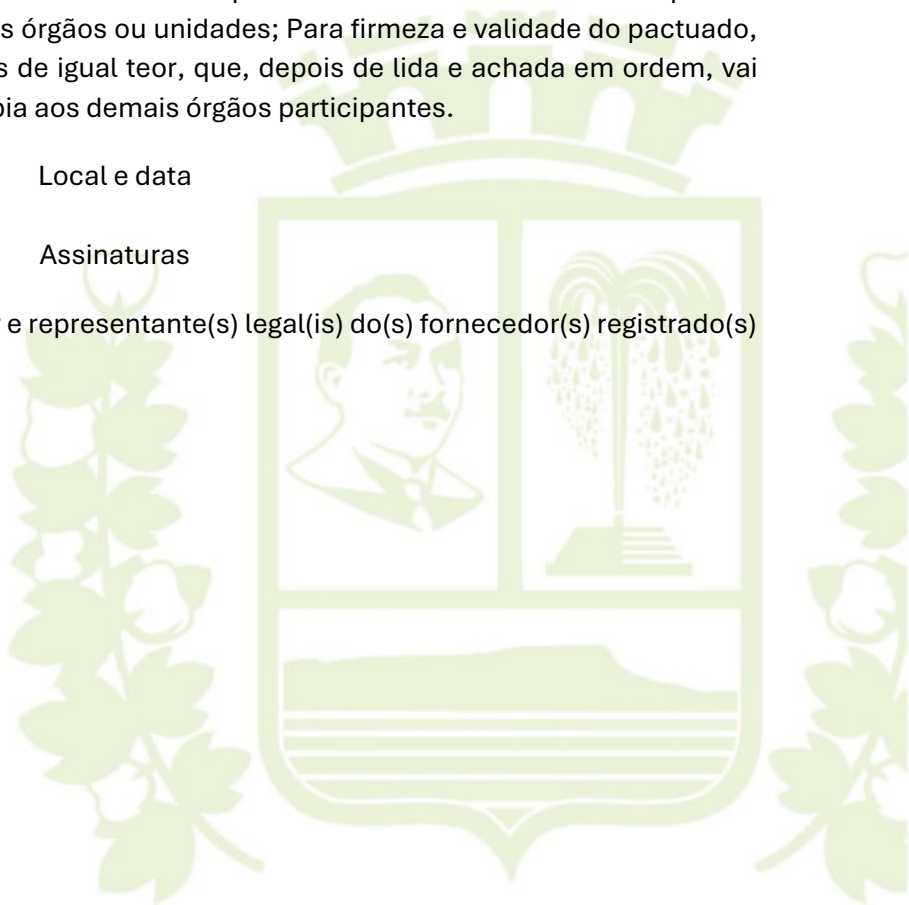 s órgãos ou unidades; Para firmeza e validade do pactuado,
s de igual teor, que, depois de lida e achada em ordem, vai
pia aos demais órgãos participantes.
Local e data
Assinaturas
e representante(s) legal(is) do(s) fornecedor(s) registrado(s)